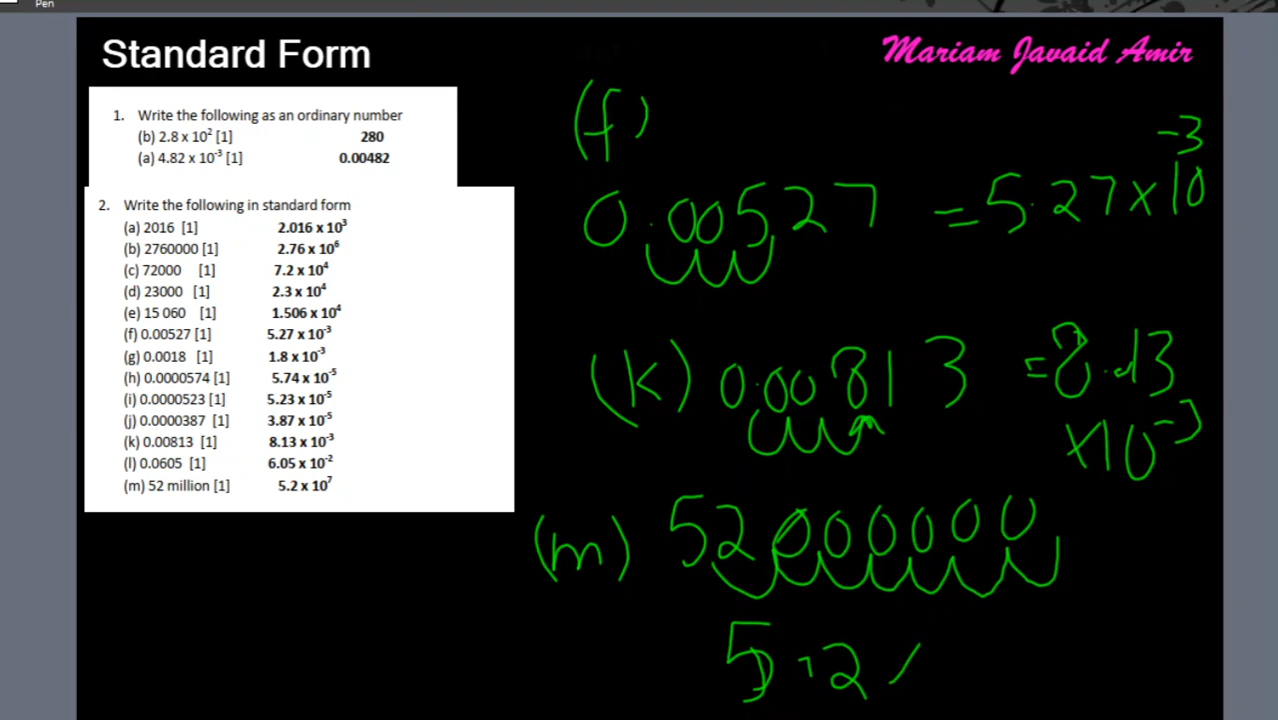 Pen
Standard Form
Mariam Javaid Amir
1. Write the following as an ordinary number
(b) 2.8 x 10² [1] 280
(a) 4.82 x 10⁻³ [1] 0.00482
2. Write the following in standard form
(a) 2016 [1] 2.016 x 10³
(b) 2760000 [1] 2.76 x 10⁶
(c) 72000 [1] 7.2 x 10⁴
(d) 23000 [1] 2.3 x 10⁴
(e) 15 060 [1] 1.506 x 10⁴
(f) 0.00527 [1] 5.27 x 10⁻³
(g) 0.0018 [1] 1.8 x 10⁻³
(h) 0.0000574 [1] 5.74 x 10⁻⁵
(i) 0.0000523 [1] 5.23 x 10⁻⁵
(j) 0.0000387 [1] 3.87 x 10⁻⁵
(k) 0.00813 [1] 8.13 x 10⁻³
(l) 0.0605 [1] 6.05 x 10⁻²
(m) 52 million [1] 5.2 x 10⁷
(f)
0.00527 = 5.27 x 10⁻³
(k) 0.00813 = 8.13
x10⁻³
(m) 52000000
5.2